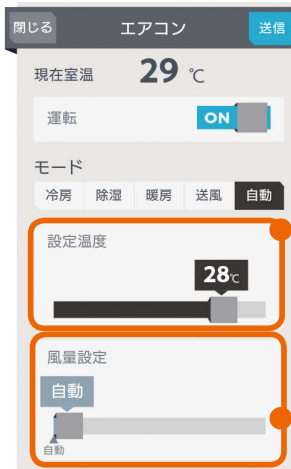 閉じる エアコン 送信
現在室温 29 ℃
運転 ON
モード
冷房 除湿 暖房 送風 自動
設定温度
28℃
風量設定
自動
自動